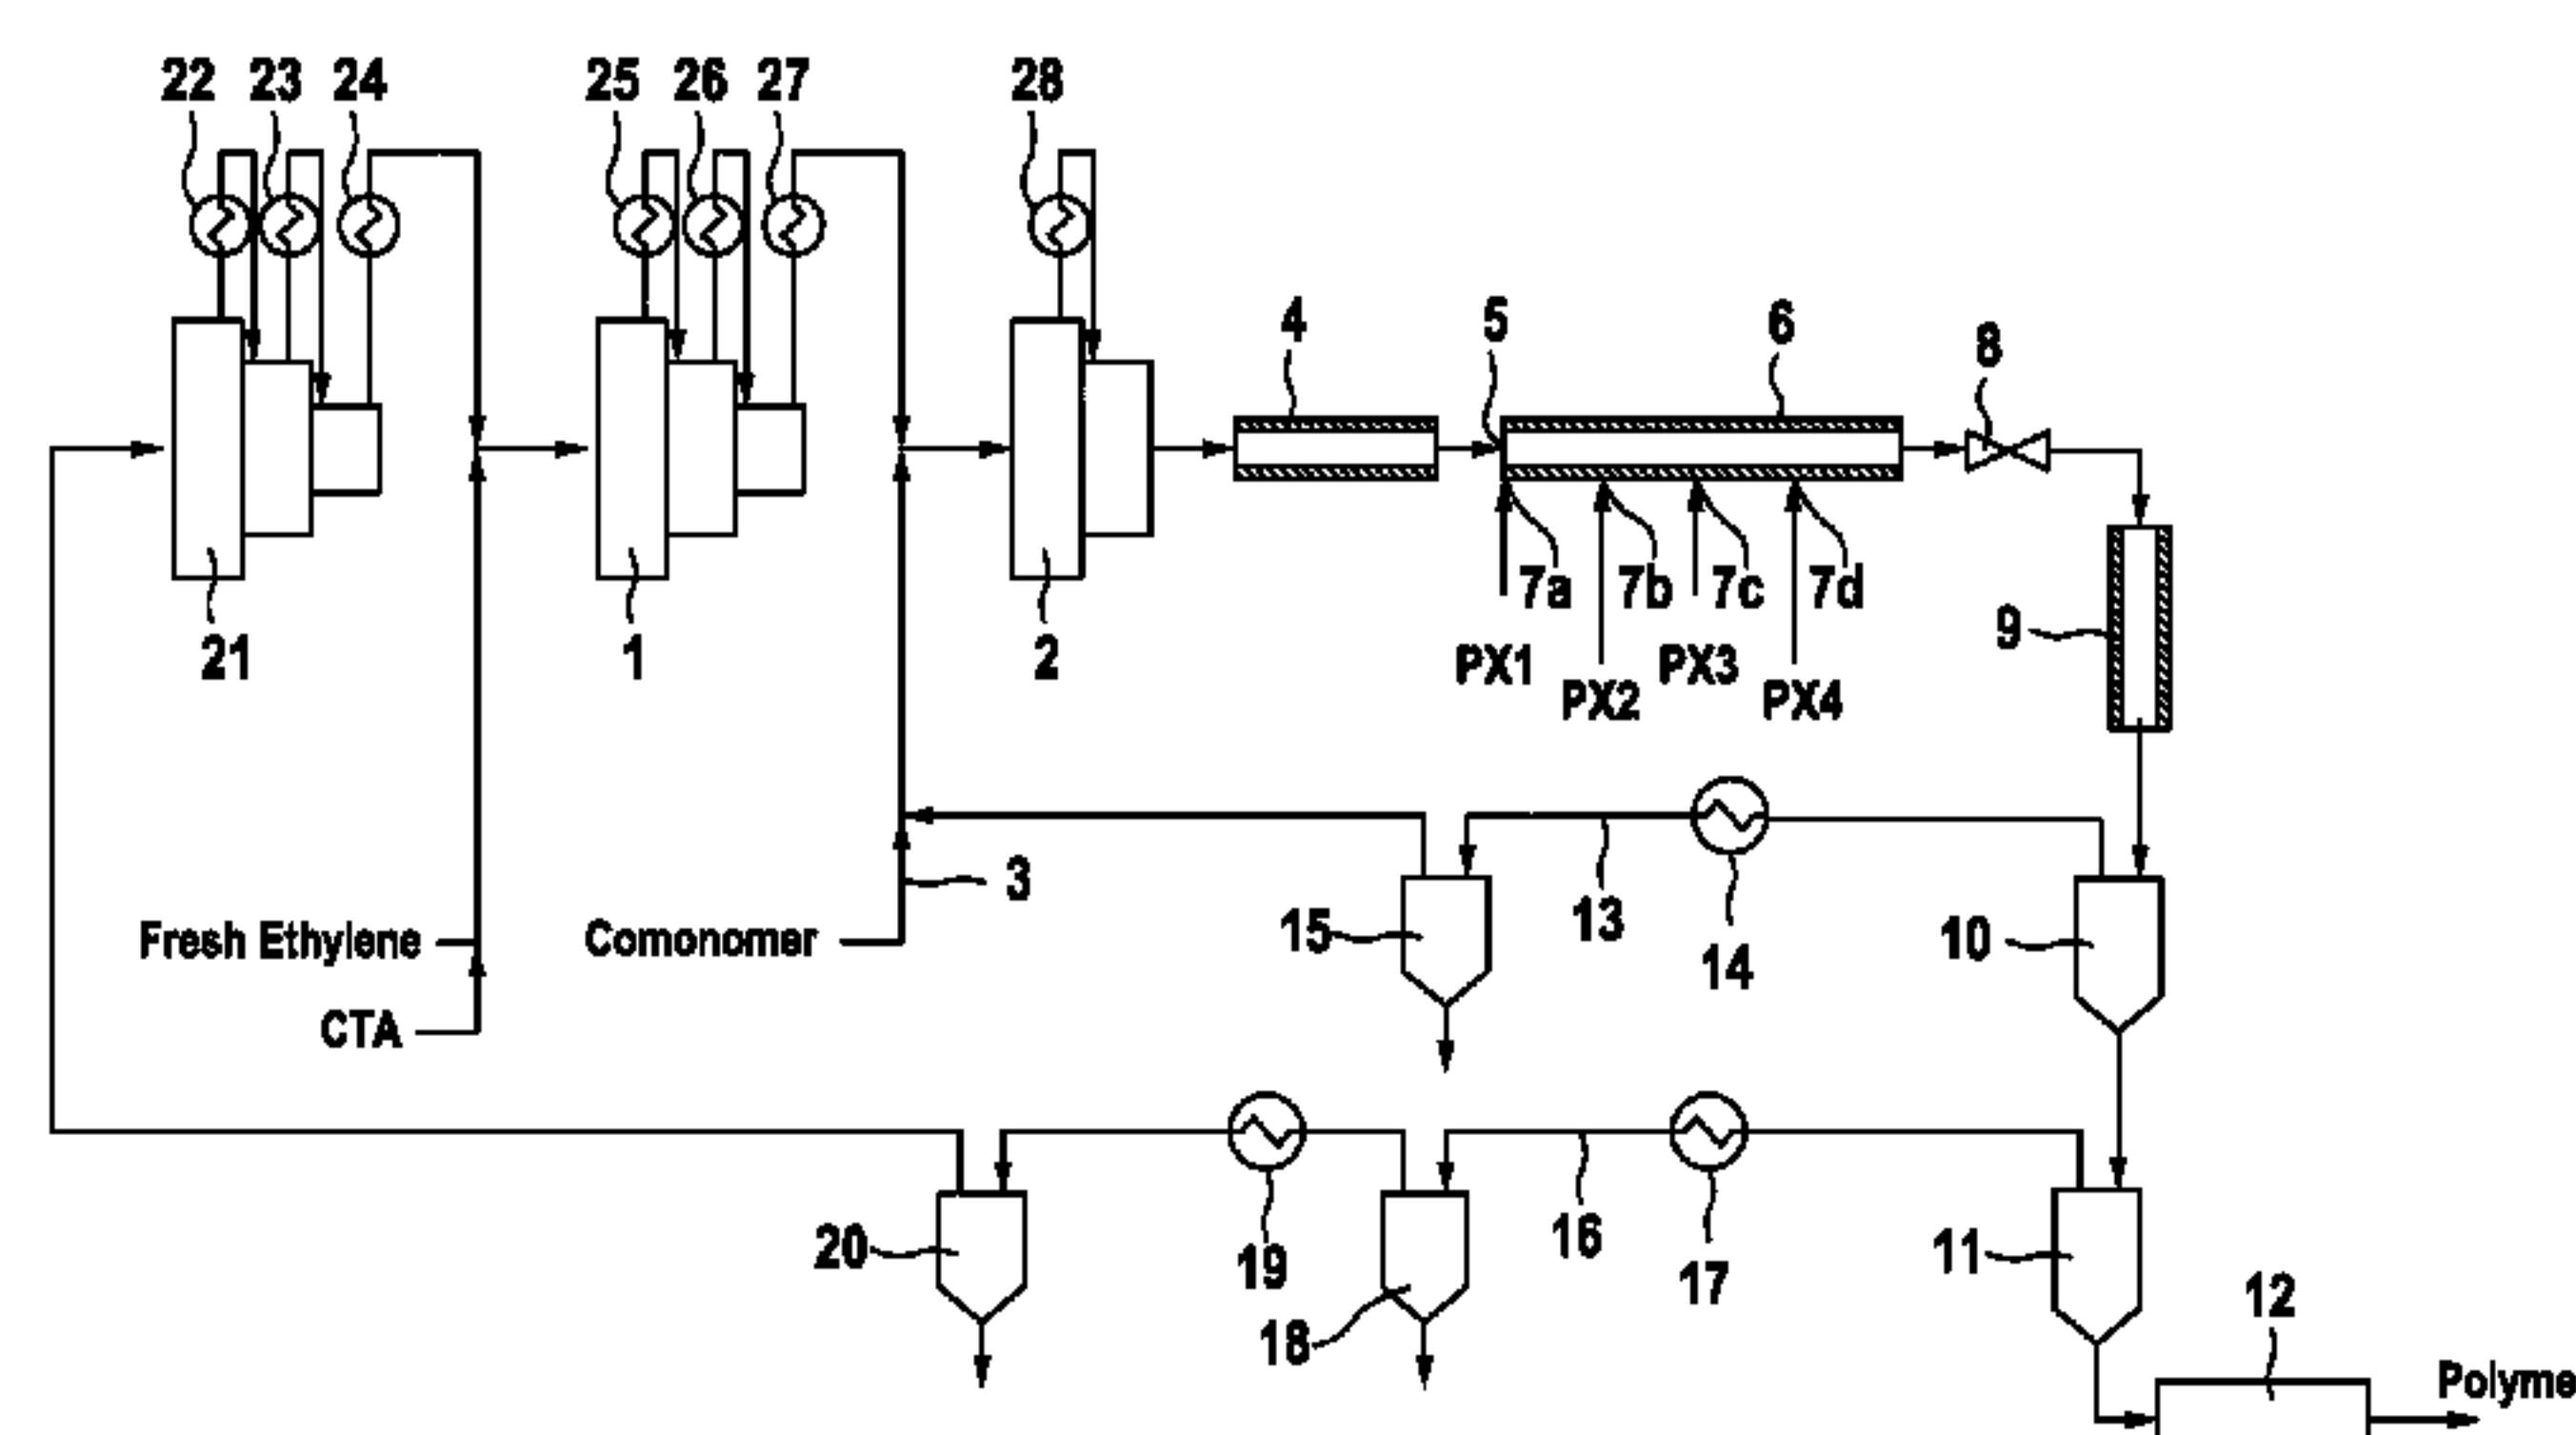 22 23 24 25 26 27 28
4 5 6 8
7a 7b 7c 7d
9
21 1 2
PX1 PX3
PX2 PX4
3
15 13 14 10
Fresh Ethylene
Comonomer
CTA
20 19 18 16 17 11
12
Polyme